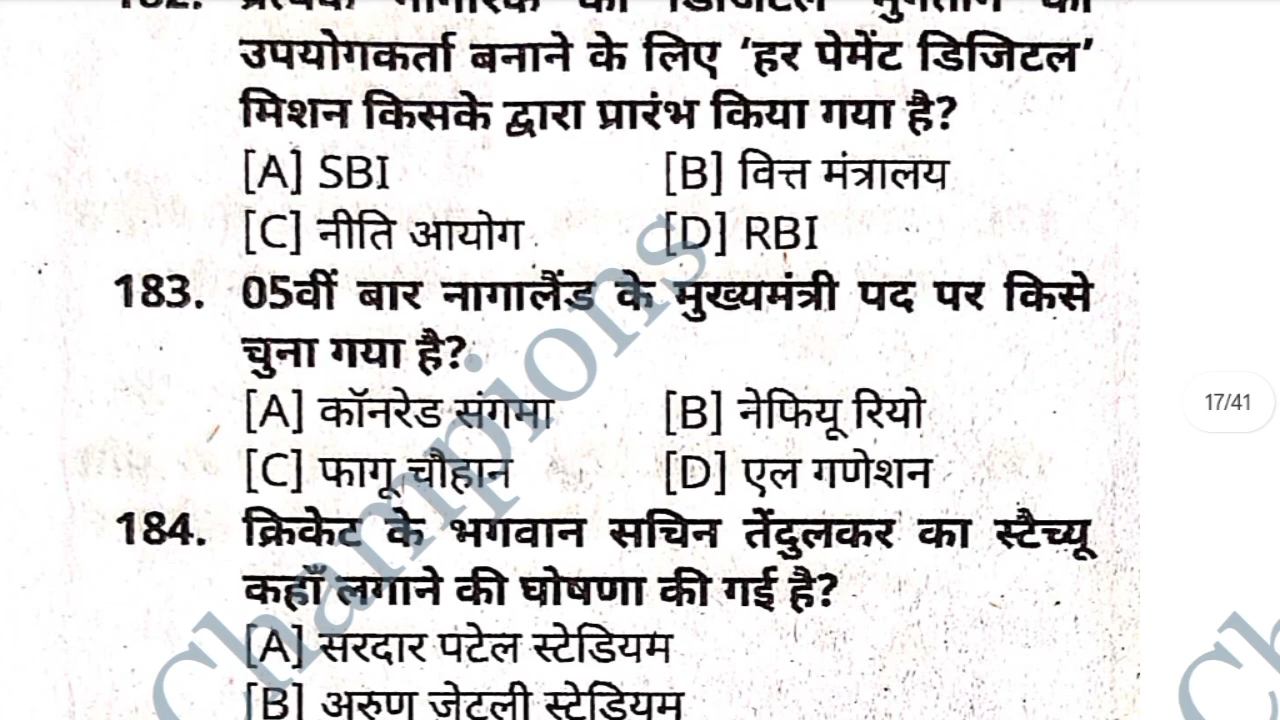 उपयोगकर्ता बनाने के लिए ‘हर पेमेंट डिजिटल’
मिशन किसके द्वारा प्रारंभ किया गया है?
[A] SBI [B] वित्त मंत्रालय
[C] नीति आयोग [D] RBI
183. 05वीं बार नागालैंड के मुख्यमंत्री पद पर किसे
चुना गया है?
[A] कॉनरेड संगमा [B] नेफियू रियो
[C] फागू चौहान [D] एल गणेशन
17/41
184. क्रिकेट के भगवान सचिन तेंदुलकर का स्टैच्यू
कहाँ लगाने की घोषणा की गई है?
[A] सरदार पटेल स्टेडियम
[B] अरुण जेटली स्टेडियम
Champions
Ch